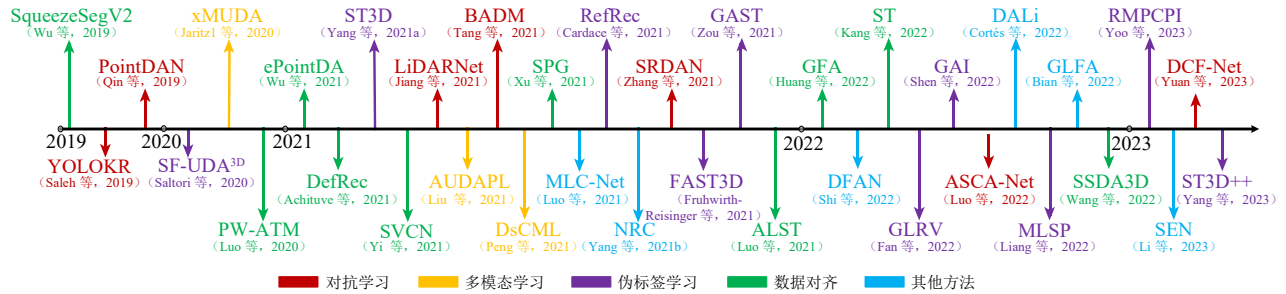 SqueezeSegV2
(Wu 等, 2019)
xMUDA
(Jaritz1 等, 2020)
ST3D
(Yang 等, 2021a)
BADM
(Tang 等, 2021)
RefRec
(Cardace 等, 2021)
GAST
(Zou 等, 2021)
ST
(Kang 等, 2022)
DALi
(Cortés 等, 2022)
RMPCPI
(Yoo 等, 2023)
PointDAN
(Qin 等, 2019)
ePointDA
(Wu 等, 2021)
LiDARNet
(Jiang 等, 2021)
SPG
(Xu 等, 2021)
SRDAN
(Zhang 等, 2021)
GFA
(Huang 等, 2022)
GAI
(Shen 等, 2022)
GLFA
(Bian 等, 2022)
DCF-Net
(Yuan 等, 2023)
2019 2020 2021 2022 2023
YOLOKR
(Saleh 等, 2019)
SF-UDA³ᴰ
(Saltori 等, 2020)
DefRec
(Achituve 等, 2021)
AUDAPL
(Liu 等, 2021)
MLC-Net
(Luo 等, 2021)
FAST3D
(Fruhwirth-
Reisinger 等, 2021)
DFAN
(Shi 等, 2022)
ASCA-Net
(Luo 等, 2022)
SSDA3D
(Wang 等, 2022)
ST3D++
(Yang 等, 2023)
PW-ATM
(Luo 等, 2020)
SVCN
(Yi 等, 2021)
DsCML
(Peng 等, 2021)
NRC
(Yang 等, 2021b)
ALST
(Luo 等, 2021)
GLRV
(Fan 等, 2022)
MLSP
(Liang 等, 2022)
SEN
(Li 等, 2023)
对抗学习 多模态学习 伪标签学习 数据对齐 其他方法